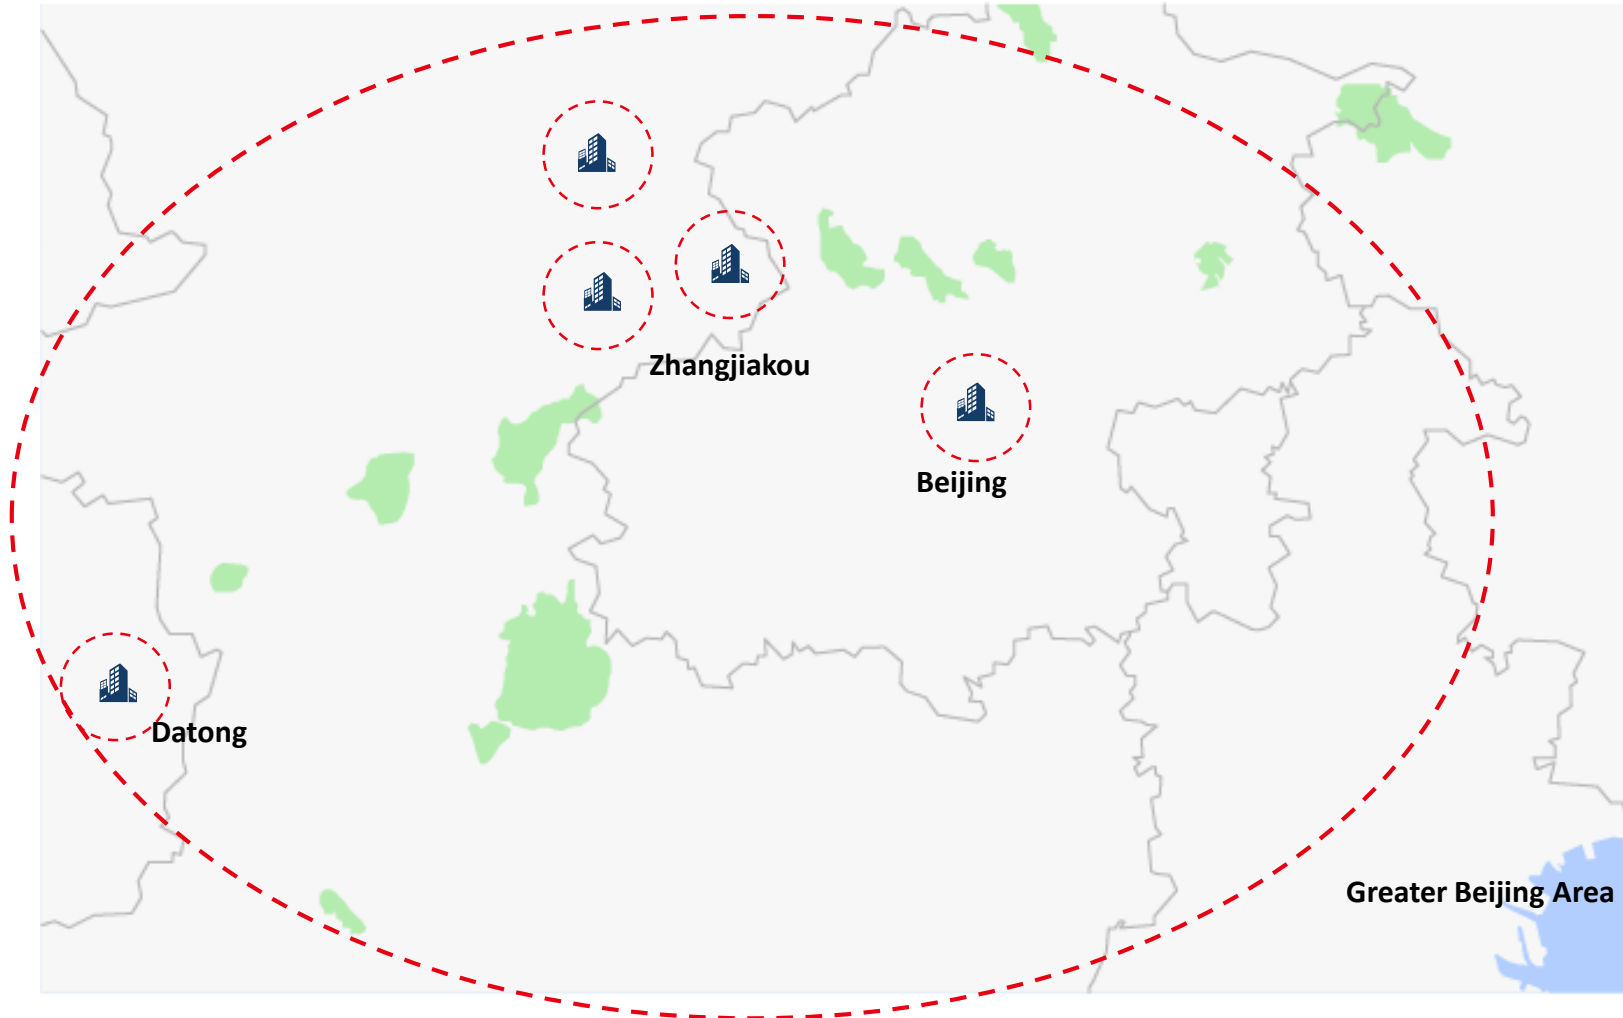 Zhangjiakou
Beijing
Datong
Greater Beijing Area